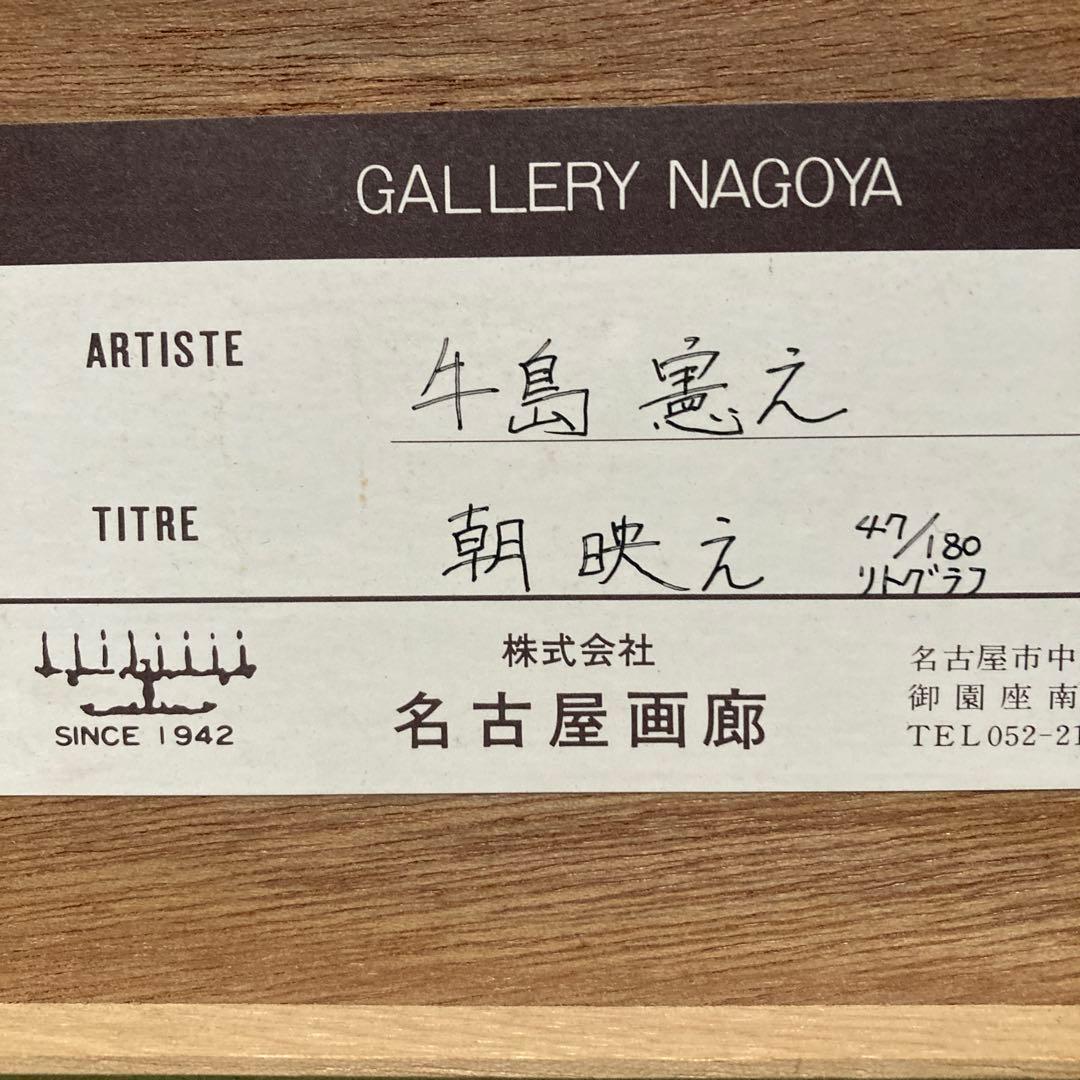 GALLERY NAGOYA
ARTISTE 牛島 憲之
TITRE 朝映え 47/180
リトグラフ
SINCE 1942
株式会社
名古屋画廊
名古屋市中
御園座南
TEL052-21